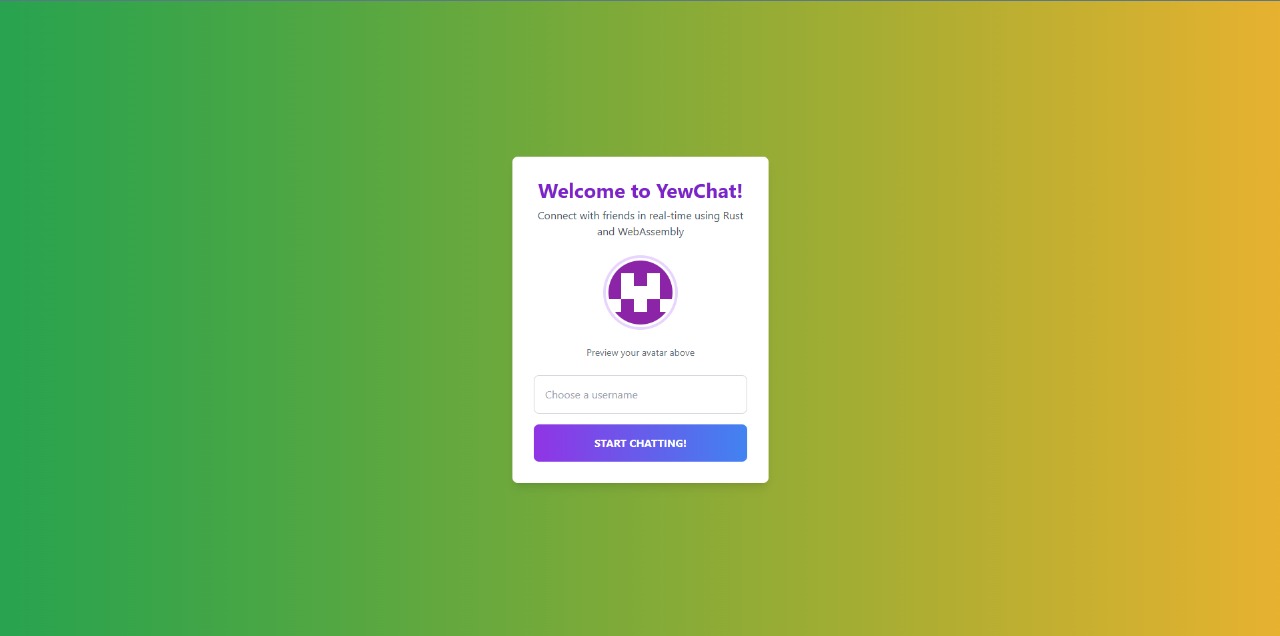 Welcome to YewChat!
Connect with friends in real-time using Rust
and WebAssembly
Preview your avatar above
Choose a username
START CHATTING!